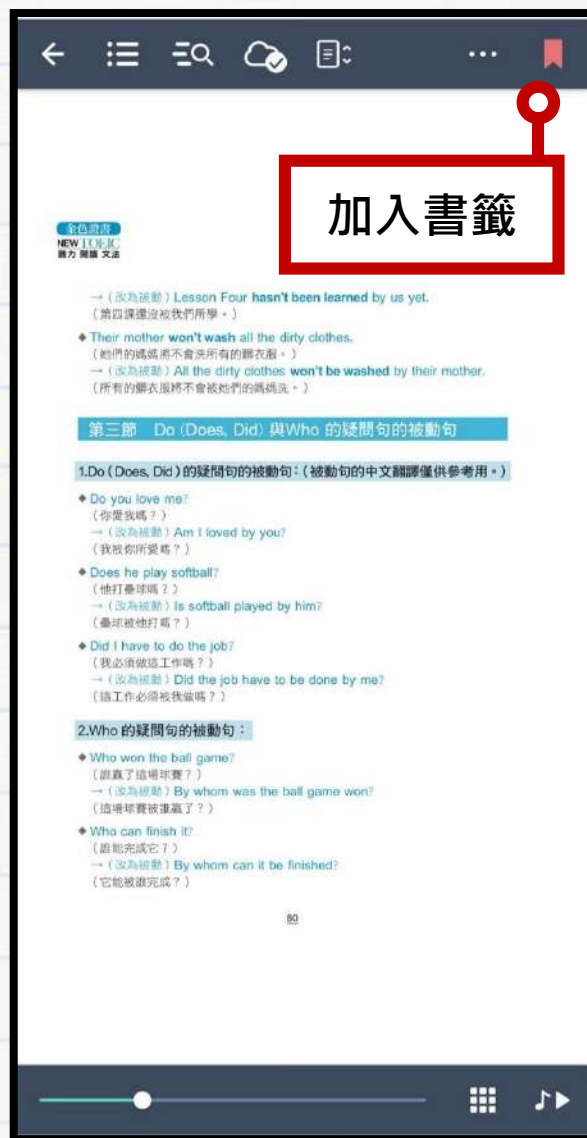 加入書籤
金色證書
NEW TOEIC
聽力 閱讀 文法
→（改為被動）Lesson Four hasn't been learned by us yet.
（第四課還沒被我們所學。）
◆ Their mother won't wash all the dirty clothes.
（她們的媽媽將不會洗所有的髒衣服。）
→（改為被動）All the dirty clothes won't be washed by their mother.
（所有的髒衣服將不會被她們的媽媽洗。）
第三節 Do (Does, Did) 與Who 的疑問句的被動句
1.Do (Does, Did) 的疑問句的被動句：（被動句的中文翻譯僅供參考用。）
◆ Do you love me?
（你愛我嗎？）
→（改為被動）Am I loved by you?
（我被你所愛嗎？）
◆ Does he play softball?
（他打壘球嗎？）
→（改為被動）Is softball played by him?
（壘球被他打嗎？）
◆ Did I have to do the job?
（我必須做這工作嗎？）
→（改為被動）Did the job have to be done by me?
（這工作必須被我做嗎？）
2.Who 的疑問句的被動句：
◆ Who won the ball game?
（誰贏了這場球賽？）
→（改為被動）By whom was the ball game won?
（這場球賽被誰贏了？）
◆ Who can finish it?
（誰能完成它？）
→（改為被動）By whom can it be finished?
（它能被誰完成？）
60